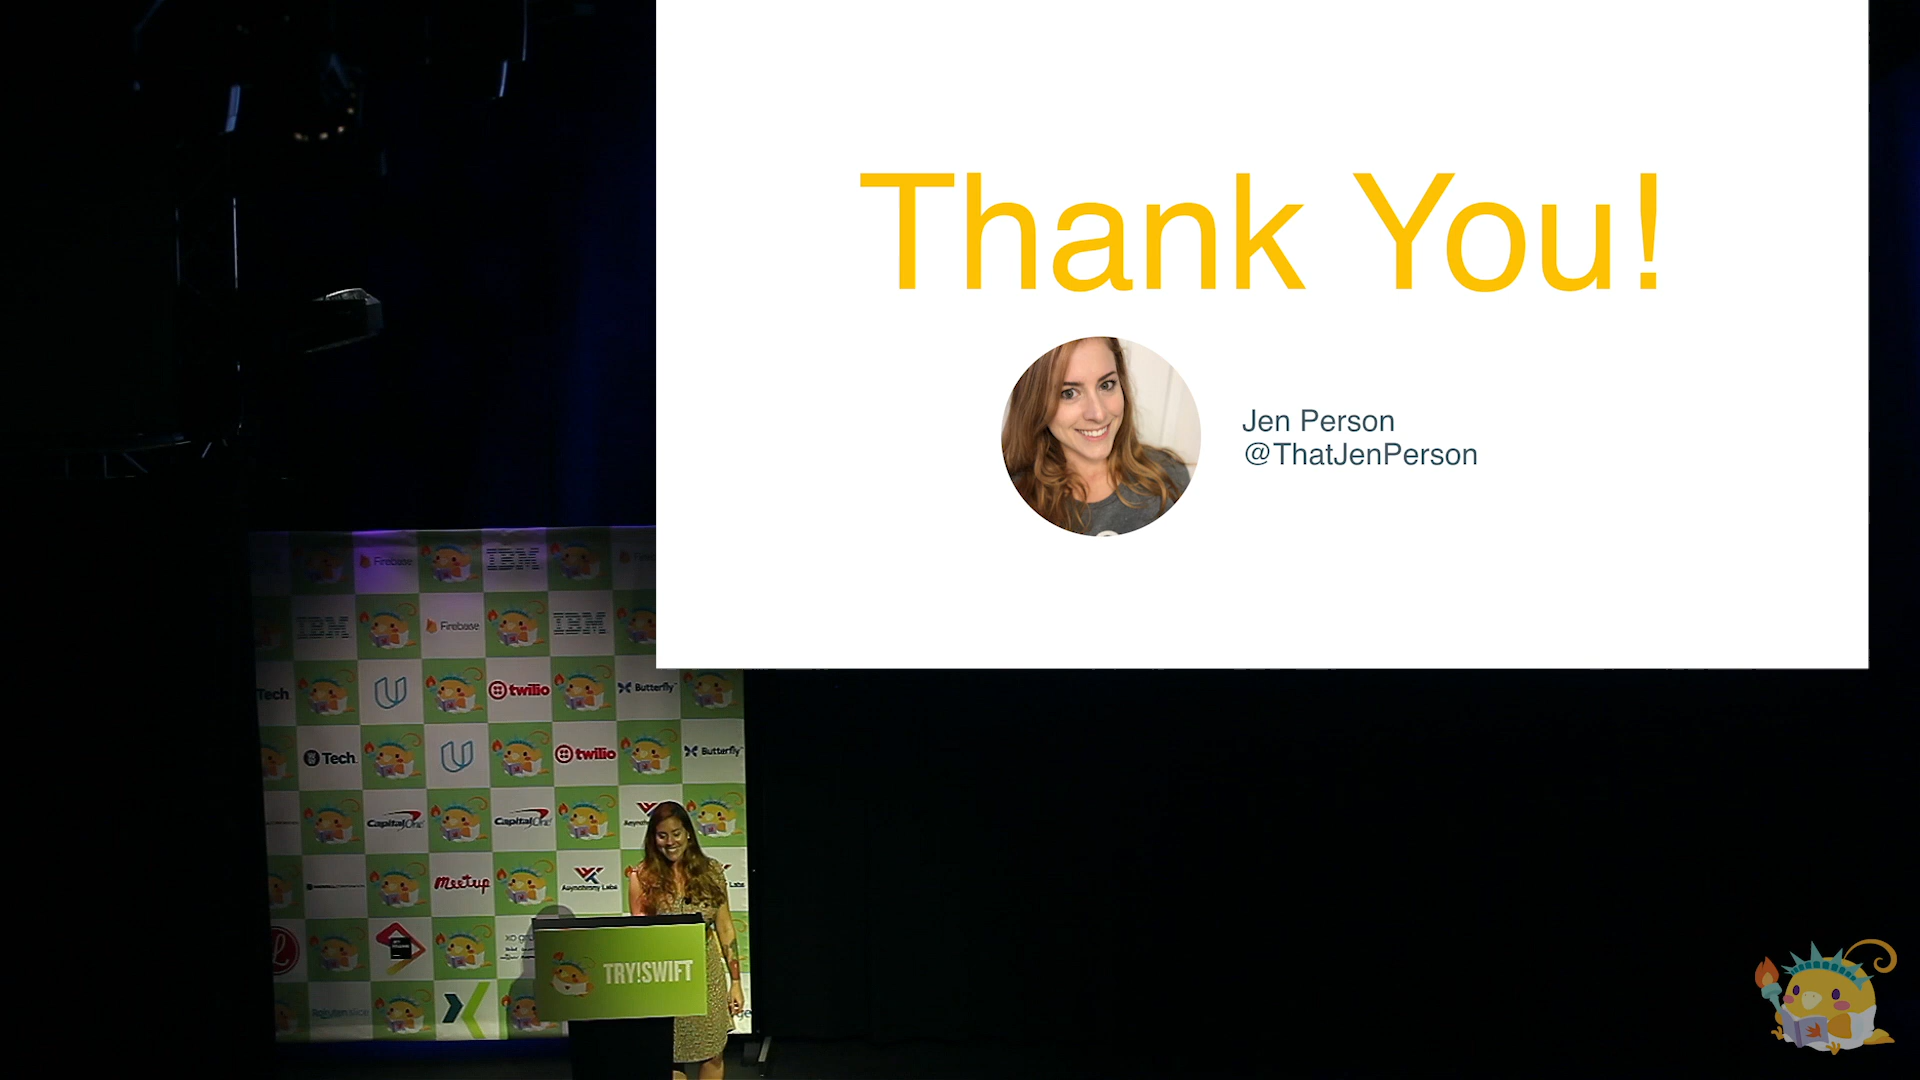 Thank You!
Jen Person
@ThatJenPerson
Firebase
IBM
IBM
Firebase
IBM
Tech
twilio
Butterfly
Tech
twilio
Butterfly
Capital One
Capital One
Meetup
Asynchrony Labs
Labs
TRY!SWIFT